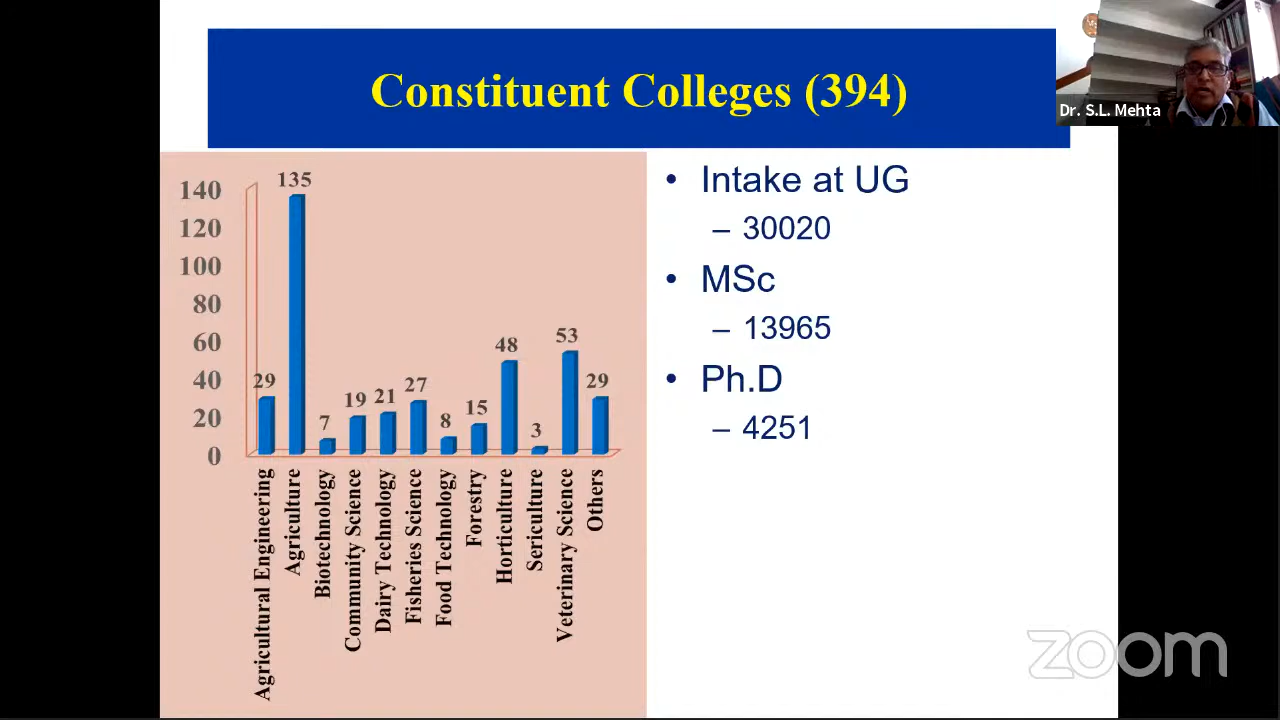 Constituent Colleges (394)
Dr. S.L. Mehta
140
120
100
80
60
40
20
0
29
135
7
19
21
27
8
15
48
3
53
29
Agricultural Engineering
Agriculture
Biotechnology
Community Science
Dairy Technology
Fisheries Science
Food Technology
Forestry
Horticulture
Sericulture
Veterinary Science
Others
• Intake at UG
– 30020
• MSc
– 13965
• Ph.D
– 4251
zoom